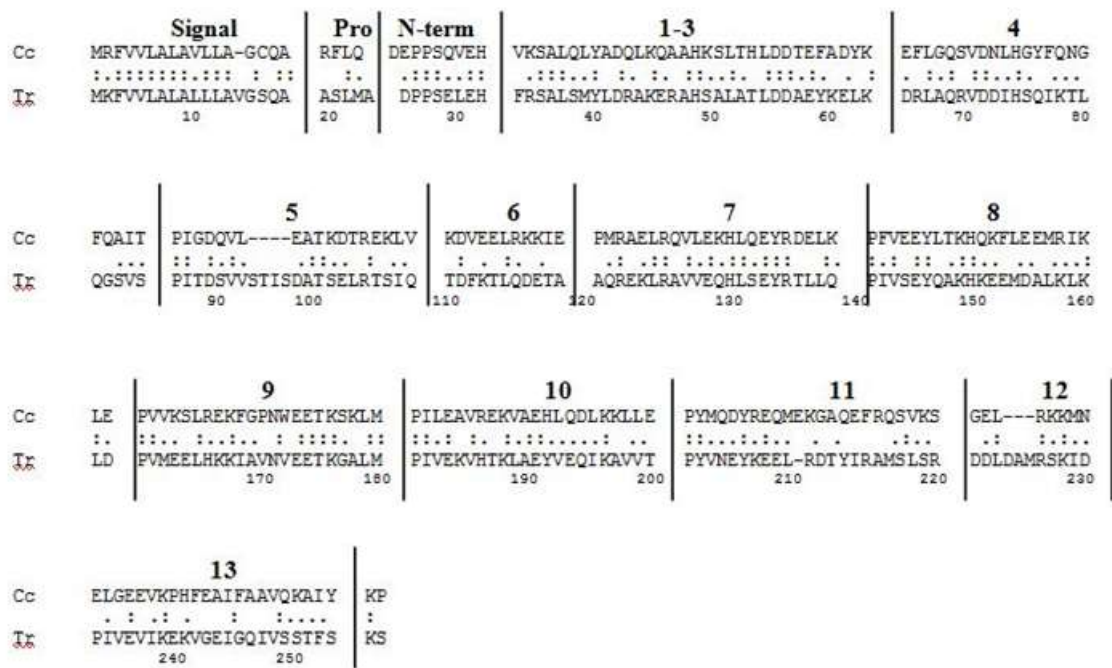 Signal Pro N-term 1-3 4
Cc MRFVVLALAVLLA-GCQA RFLQ DEPPSQVEH VKSALQLYADQLKQAAHKSLTHLDDTEFADYK EFLGQSVDNLHGYFQNG
:.:::::::.:::  : :: :. .::::.:: .:::.: : .. : :::.:.:::: :. : . : .:.:.::..:: .. ...
Tr MKFVVLALALLLAVGSQA ASLMA DPPSELEH FRSALSMYLDRAKERAHSALATLDDAEYKELK DRLAQRVDDIHSQIKTL
10 20 30 40 50 60 70 80
5 6 7 8
Cc FQAIT PIGDQVL----EATKDTREKLV KDVEELRKKIE PMRAELRQVLEKHLQEYRDELK PFVEEYLTKHQKFLEEMRIK
... :: : : . ::..:: .. .: . : . .: ::.:..:.:::.:::. :. :.: :: .::.. .:.. .:
Tr QGSVS PITDSVVSTISDATSELRTSIQ TDFKTLQDETA AQREKLRAVVEQHLSEYRTLLQ PIVSEYQAKHKEEMDALKLKLK
90 100 110 120 130 140 150 160
9 10 11 12
Cc LE PVVKSLREKFGPNWEETKSKLM PILEAVREKVAEHLQDLKKLLE PYMQDYREQMEKGAQEFRQSVKS GEL---RKKMN
:. :::.. :..:. : :::: :: ::.: :. :.:.: ... . ::....::.:. . . :.:. .: :.:.
Tr LD PVMEELHKKIAVNVEETKGALM PIVEKVHTKLAEYVEQIKAVVT PYVNEYKEEL-RDTYIRAMSLSR DDLDAMRSKID
170 180 190 200 210 220 230
13
Cc ELGEEVKPHFEAIFAAVQKAIY KP
. :. :. . : :.... :
Tr PIVEVIKEKVGEIGQIVSSTFS KS
240 250